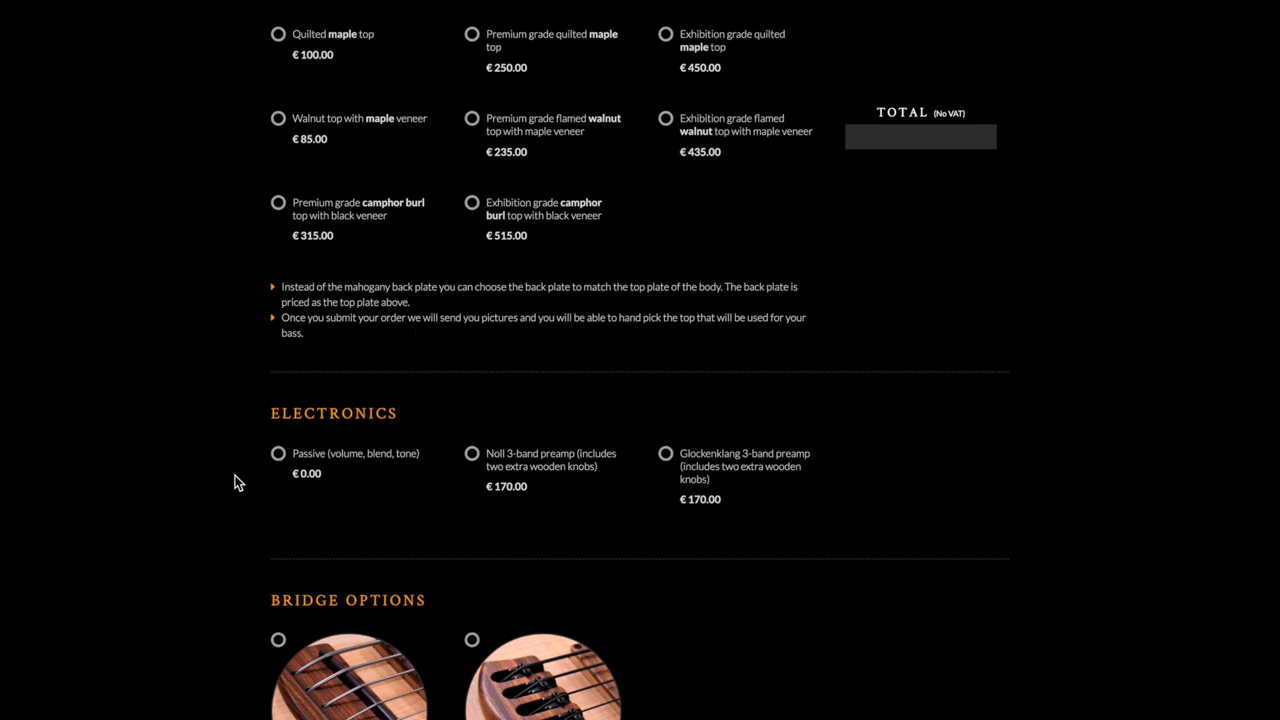 Quilted maple top
€ 100.00
Premium grade quilted maple
top
€ 250.00
Exhibition grade quilted
maple top
€ 450.00
Walnut top with maple veneer
€ 85.00
Premium grade flamed walnut
top with maple veneer
€ 235.00
Exhibition grade flamed
walnut top with maple veneer
€ 435.00
TOTAL (No VAT)
Premium grade camphor burl
top with black veneer
€ 315.00
Exhibition grade camphor
burl top with black veneer
€ 515.00
Instead of the mahogany back plate you can choose the back plate to match the top plate of the body. The back plate is
priced as the top plate above.
Once you submit your order we will send you pictures and you will be able to hand pick the top that will be used for your
bass.
ELECTRONICS
Passive (volume, blend, tone)
€ 0.00
Noll 3-band preamp (includes
two extra wooden knobs)
€ 170.00
Glockenklang 3-band preamp
(includes two extra wooden
knobs)
€ 170.00
BRIDGE OPTIONS